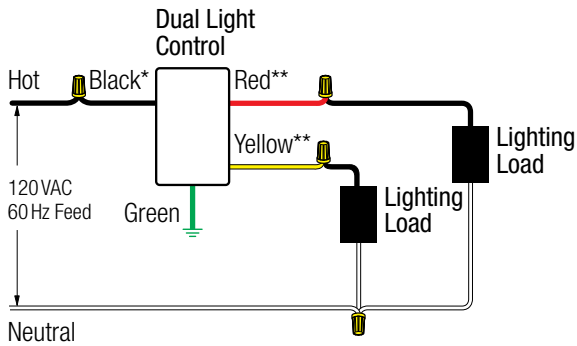 Dual Light
Control
Hot
Black*
Red**
Yellow**
Lighting
Load
120 VAC
60 Hz Feed
Green
Lighting
Load
Neutral